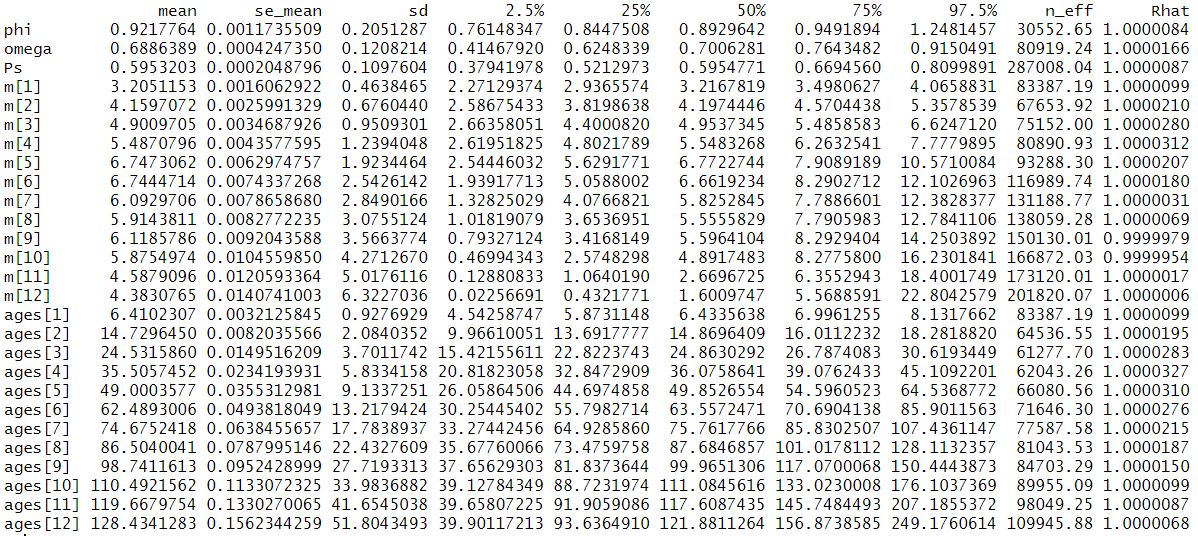 mean se_mean sd 2.5% 25% 50% 75% 97.5% n_eff Rhat
phi 0.9217764 0.0011735509 0.2051287 0.76148347 0.8447508 0.8929642 0.9491894 1.2481457 30552.65 1.0000084
omega 0.6886389 0.0004247350 0.1208214 0.41467920 0.6248339 0.7006281 0.7643482 0.9150491 80919.24 1.0000166
Ps 0.5953203 0.0002048796 0.1097604 0.37941978 0.5212973 0.5954771 0.6694560 0.8099891 287008.04 1.0000087
m[1] 3.2051153 0.0016062922 0.4638465 2.27129374 2.9365574 3.2167819 3.4980627 4.0658831 83387.19 1.0000099
m[2] 4.1597072 0.0025991329 0.6760440 2.58675433 3.8198638 4.1974446 4.5704438 5.3578539 67653.92 1.0000210
m[3] 4.9009705 0.0034687926 0.9509301 2.66358051 4.4000820 4.9537345 5.4858583 6.6247120 75152.00 1.0000280
m[4] 5.4870796 0.0043577595 1.2394048 2.61951825 4.8021789 5.5483268 6.2632541 7.7779895 80890.93 1.0000312
m[5] 6.7473062 0.0062974757 1.9234464 2.54446032 5.6291771 6.7722744 7.9089189 10.5710084 93288.30 1.0000207
m[6] 6.7444714 0.0074337268 2.5426142 1.93917713 5.0588002 6.6619234 8.2902712 12.1026963 116989.74 1.0000180
m[7] 6.0929706 0.0078658680 2.8490166 1.32825029 4.0766821 5.8252845 7.7886601 12.3828377 131188.77 1.0000031
m[8] 5.9143811 0.0082772235 3.0755124 1.01819079 3.6536951 5.5555829 7.7905983 12.7841106 138059.28 1.0000069
m[9] 6.1185786 0.0092043588 3.5663774 0.79327124 3.4168149 5.5964104 8.2929404 14.2503892 150130.01 0.9999979
m[10] 5.8754974 0.0104559850 4.2712670 0.46994343 2.5748298 4.8917483 8.2775800 16.2301841 166872.03 0.9999954
m[11] 4.5879096 0.0120593364 5.0176116 0.12880833 1.0640190 2.6696725 6.3552943 18.4001749 173120.01 1.0000017
m[12] 4.3830765 0.0140741003 6.3227036 0.02256691 0.4321771 1.6009747 5.5688591 22.8042579 201820.07 1.0000006
ages[1] 6.4102307 0.0032125845 0.9276929 4.54258747 5.8731148 6.4335638 6.9961255 8.1317662 83387.19 1.0000099
ages[2] 14.7296450 0.0082035566 2.0840352 9.96610051 13.6917777 14.8696409 16.0112232 18.2818820 64536.55 1.0000195
ages[3] 24.5315860 0.0149516209 3.7011742 15.42155611 22.8223743 24.8630292 26.7874083 30.6193449 61277.70 1.0000283
ages[4] 35.5057452 0.0234193931 5.8334158 20.81823058 32.8472909 36.0758641 39.0762433 45.1092201 62043.26 1.0000327
ages[5] 49.0003577 0.0355312981 9.1337251 26.05864506 44.6974858 49.8526554 54.5960523 64.5368772 66080.56 1.0000310
ages[6] 62.4893006 0.0493818049 13.2179424 30.25445402 55.7982714 63.5572471 70.6904138 85.9011563 71646.30 1.0000276
ages[7] 74.6752418 0.0638455657 17.7838937 33.27442456 64.9285860 75.7617766 85.8302507 107.4361147 77587.58 1.0000215
ages[8] 86.5040041 0.0787995146 22.4327609 35.67760066 73.4759758 87.6846857 101.0178112 128.1132357 81043.53 1.0000187
ages[9] 98.7411613 0.0952428999 27.7193313 37.65629303 81.8373644 99.9651306 117.0700068 150.4443873 84703.29 1.0000150
ages[10] 110.4921562 0.1133072325 33.9836882 39.12784349 88.7231974 111.0845616 133.0230008 176.1037369 89955.09 1.0000099
ages[11] 119.6679754 0.1330270065 41.6545038 39.65807225 91.9059086 117.6087435 145.7488493 207.1855372 98049.25 1.0000087
ages[12] 128.4341283 0.1562344259 51.8043493 39.90117213 93.6364910 121.8811264 156.8738585 249.1760614 109945.88 1.0000068